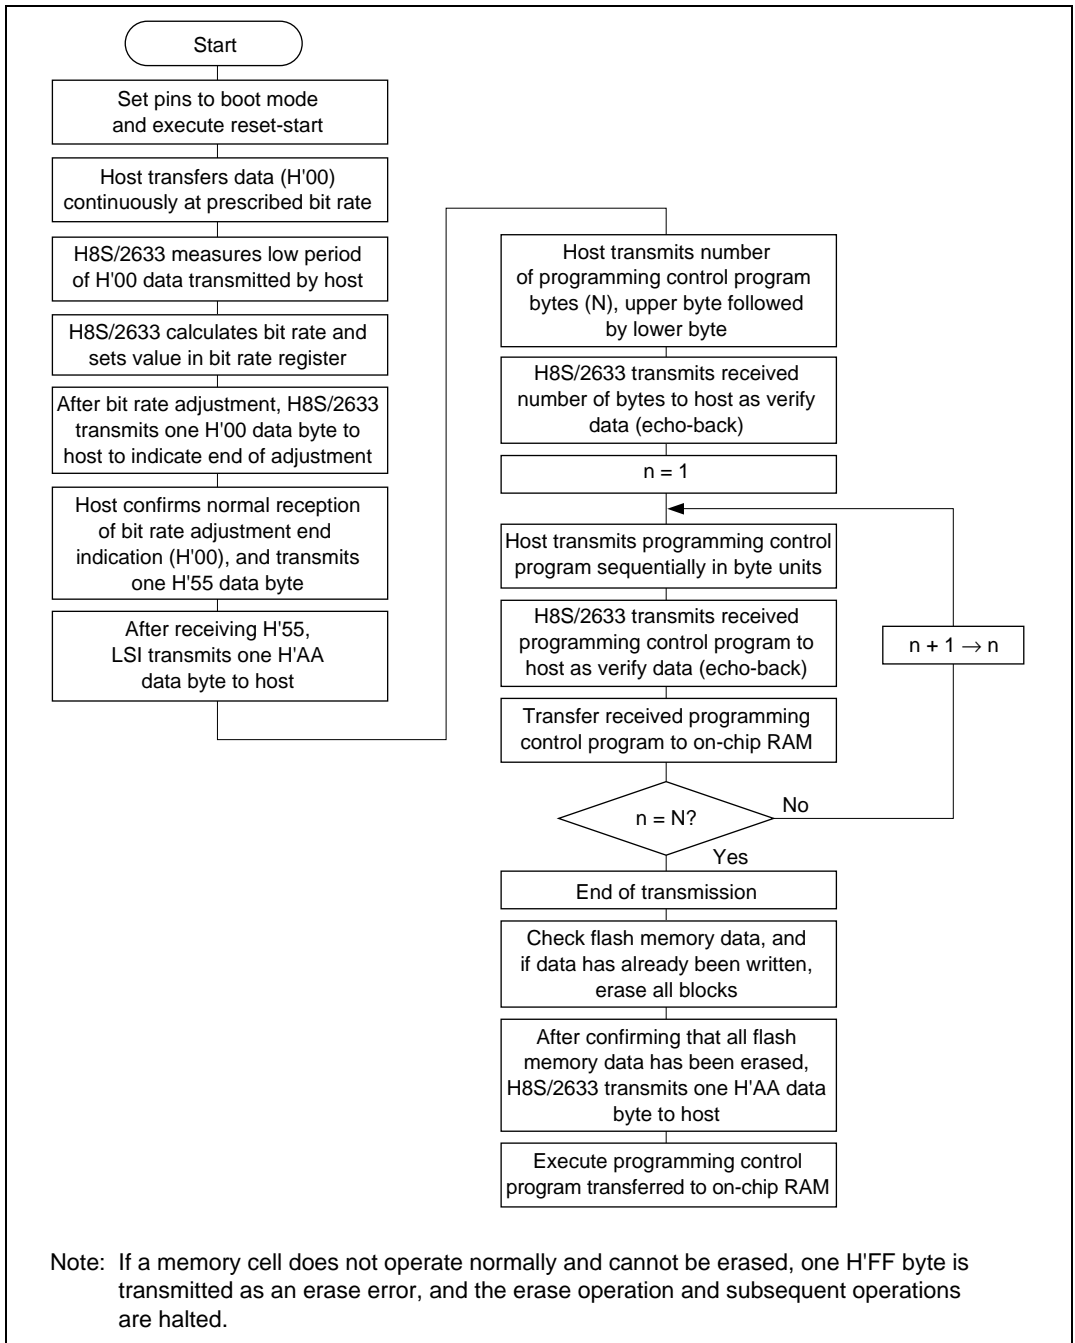 Start
Set pins to boot mode
and execute reset-start
Host transfers data (H'00)
continuously at prescribed bit rate
H8S/2633 measures low period
of H'00 data transmitted by host
H8S/2633 calculates bit rate and
sets value in bit rate register
After bit rate adjustment, H8S/2633
transmits one H'00 data byte to
host to indicate end of adjustment
Host confirms normal reception
of bit rate adjustment end
indication (H'00), and transmits
one H'55 data byte
After receiving H'55,
LSI transmits one H'AA
data byte to host
Host transmits number
of programming control program
bytes (N), upper byte followed
by lower byte
H8S/2633 transmits received
number of bytes to host as verify
data (echo-back)
n = 1
Host transmits programming control
program sequentially in byte units
H8S/2633 transmits received
programming control program to
host as verify data (echo-back)
n + 1 → n
Transfer received programming
control program to on-chip RAM
n = N?
No
Yes
End of transmission
Check flash memory data, and
if data has already been written,
erase all blocks
After confirming that all flash
memory data has been erased,
H8S/2633 transmits one H'AA data
byte to host
Execute programming control
program transferred to on-chip RAM
Note: If a memory cell does not operate normally and cannot be erased, one H'FF byte is
transmitted as an erase error, and the erase operation and subsequent operations
are halted.